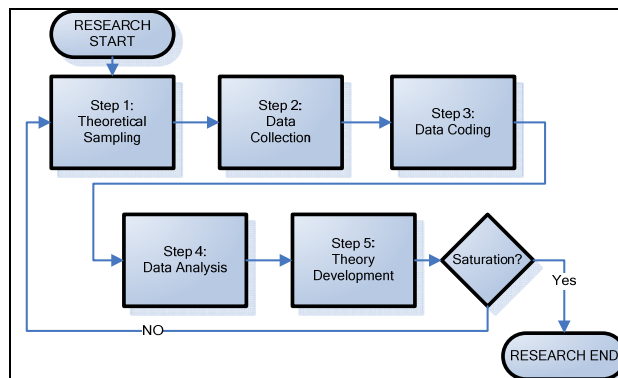 RESEARCH
START
Step 1:
Theoretical
Sampling
Step 2:
Data
Collection
Step 3:
Data Coding
Step 4:
Data Analysis
Step 5:
Theory
Development
Saturation?
Yes
NO
RESEARCH END